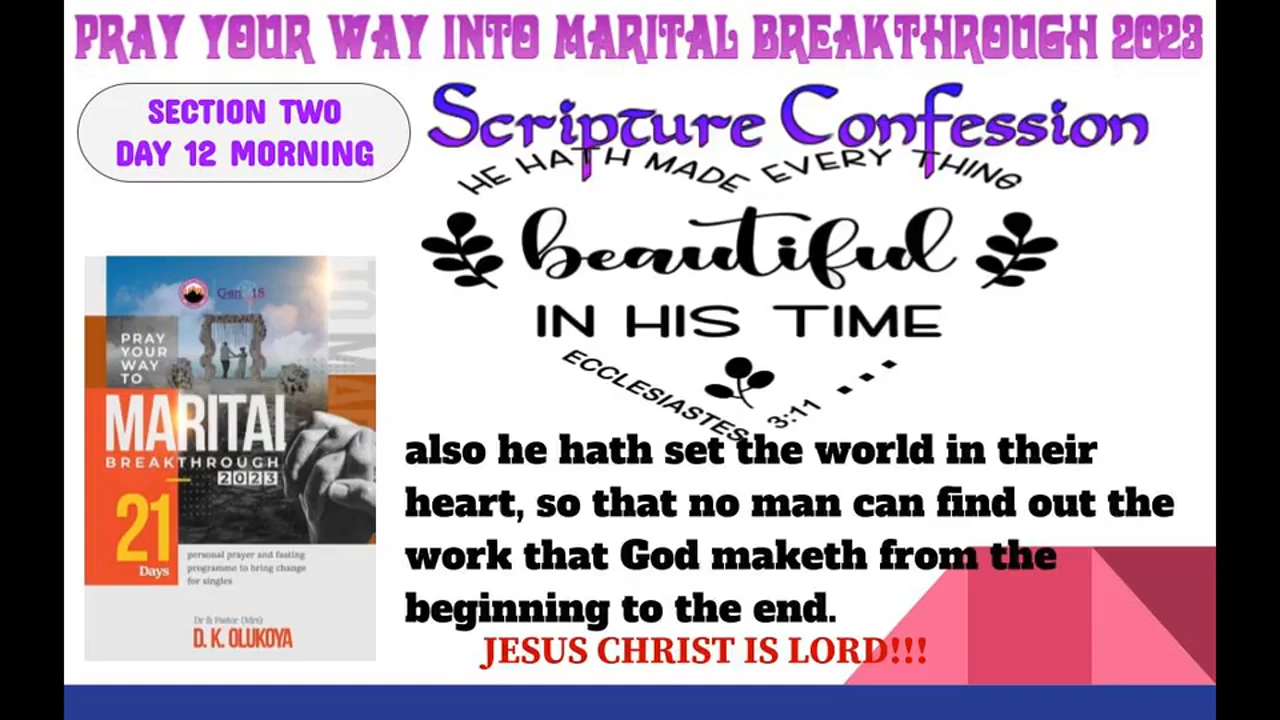 PRAY YOUR WAY INTO MARITAL BREAKTHROUGH 2023
SECTION TWO
DAY 12 MORNING
Scripture Confession
HE HATH MADE EVERY THING
beautiful
IN HIS TIME
ECCLESIASTES 3:11
also he hath set the world in their
heart, so that no man can find out the
work that God maketh from the
beginning to the end.
JESUS CHRIST IS LORD!!!
PRAY
YOUR
WAY
TO
MARITAL
BREAKTHROUGH
2023
21
Days
personal prayer and fasting
programme to bring change
for singles
Dr & Pastor (Mrs)
D. K. OLUKOYA